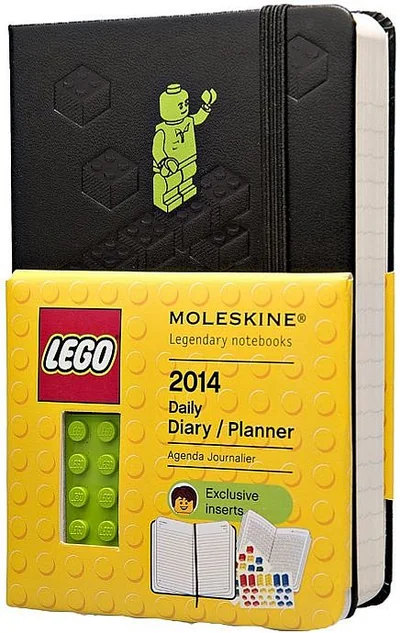 LEGO
MOLESKINE®
Legendary notebooks
2014
Daily
Diary / Planner
Agenda Journalier
Exclusive
inserts